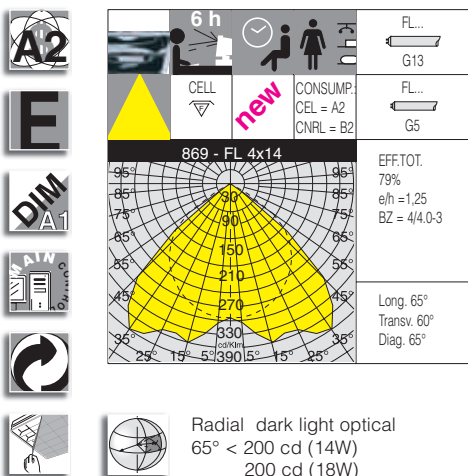 A2
6 h
FL...
G13
E
CELL
F
new
CONSUMP.:
CEL = A2
CNRL = B2
FL...
G5
869 - FL 4x14
EFF.TOT.
79%
e/h =1,25
BZ = 4/4.0-3
DIM
A1
95° 95°
85° 30 85°
75° 90
65° 150 65°
55° 210 55°
45° 270 45°
35° 330 35°
cd/Klm
25° 15° 5° 390 5° 15° 25°
MAIN CONTROL
Long. 65°
Transv. 60°
Diag. 65°
Radial dark light optical
65° < 200 cd (14W)
200 cd (18W)